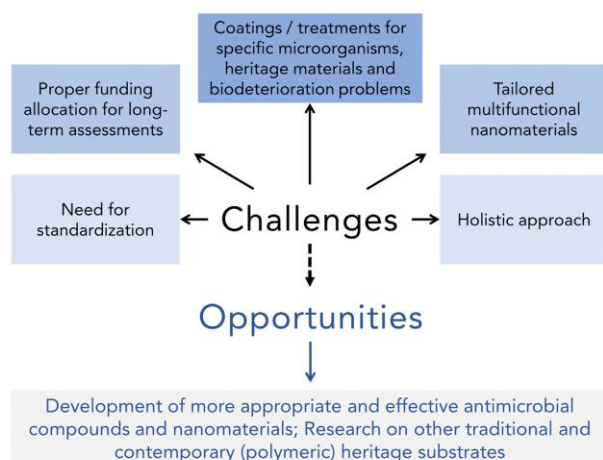 Coatings / treatments for
specific microorganisms,
heritage materials and
biodeterioration problems
Proper funding
allocation for long-
term assessments
Tailored
multifunctional
nanomaterials
Need for
standardization
Challenges
Holistic approach
Opportunities
Development of more appropriate and effective antimicrobial
compounds and nanomaterials; Research on other traditional and
contemporary (polymeric) heritage substrates